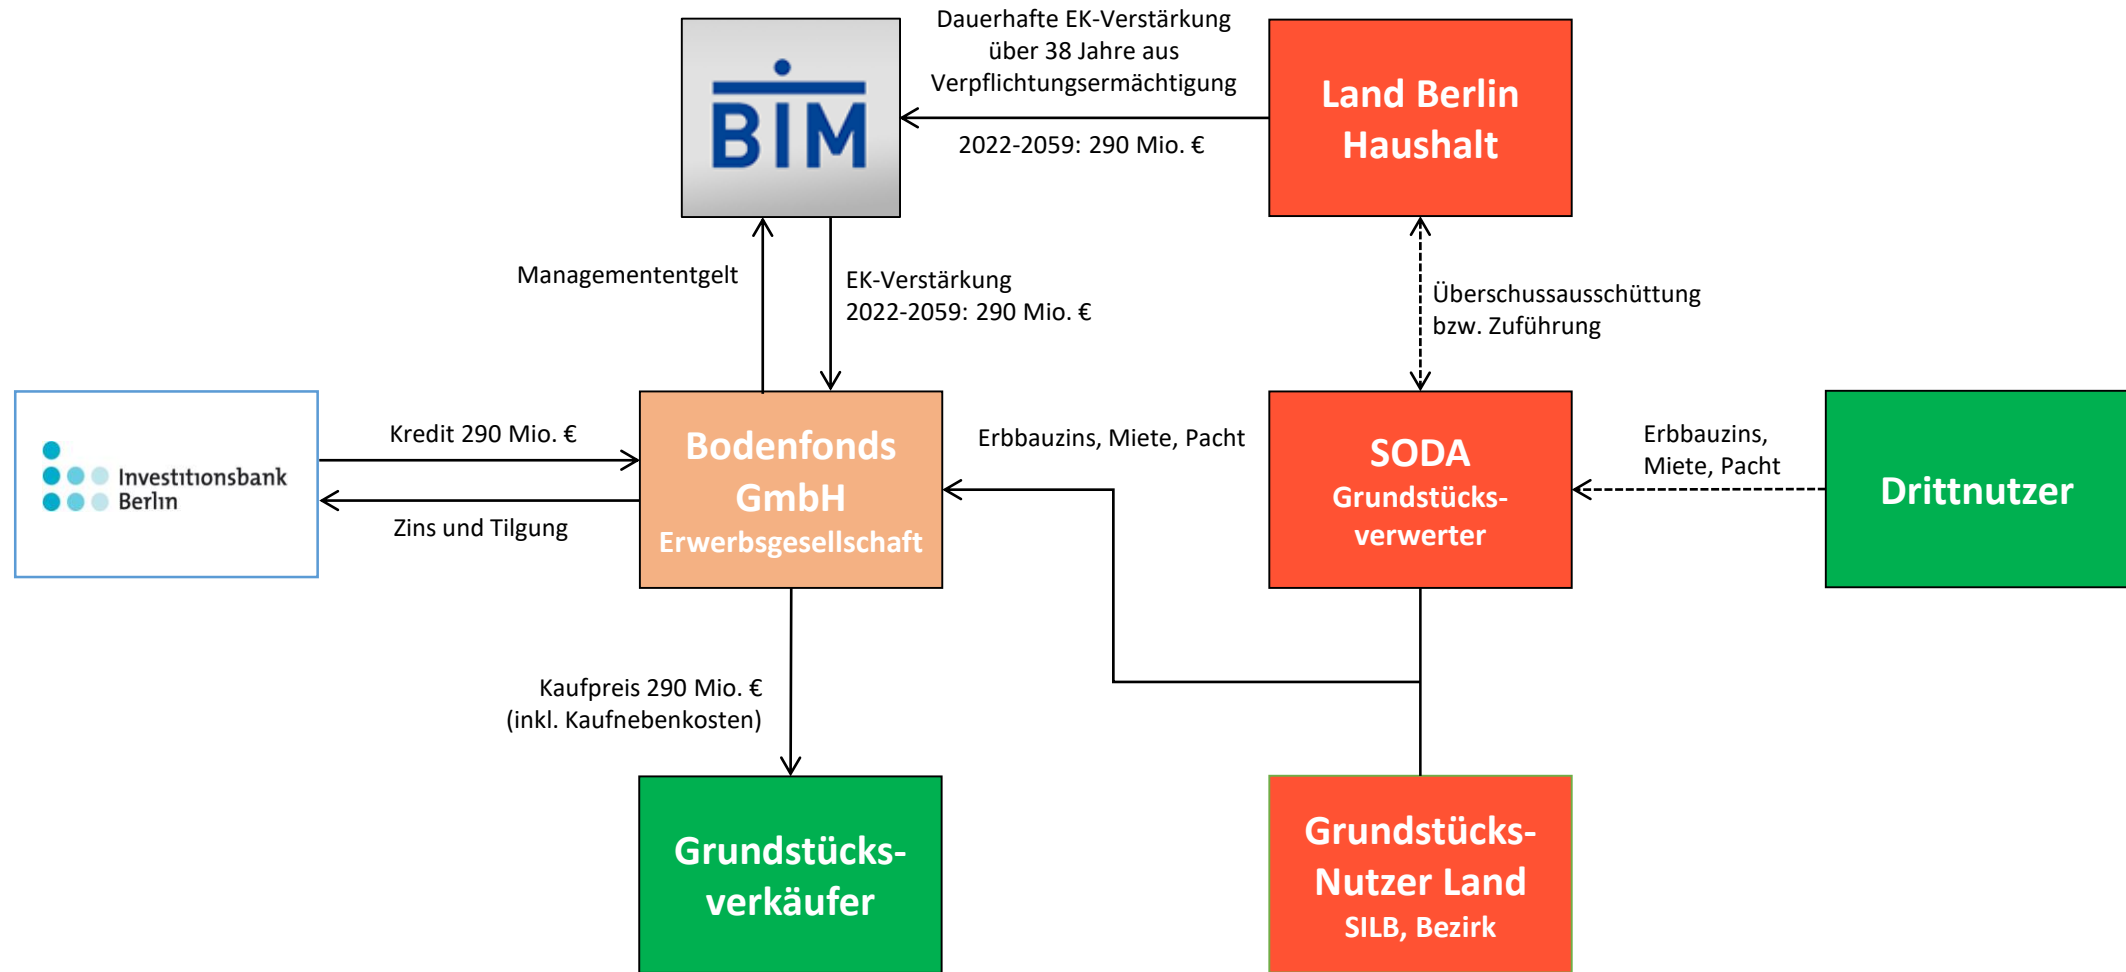 Dauerhafte EK-Verstärkung
über 38 Jahre aus
Verpflichtungsermächtigung
2022-2059: 290 Mio. €
BIM
Land Berlin
Haushalt
Managemententgelt
EK-Verstärkung
2022-2059: 290 Mio. €
Überschussausschüttung
bzw. Zuführung
Investitionsbank
Berlin
Kredit 290 Mio. €
Zins und Tilgung
Bodenfonds
GmbH
Erwerbsgesellschaft
Erbbauzins, Miete, Pacht
SODA
Grundstücks-
verwerter
Erbbauzins,
Miete, Pacht
Drittnutzer
Kaufpreis 290 Mio. €
(inkl. Kaufnebenkosten)
Grundstücks-
verkäufer
Grundstücks-
Nutzer Land
SILB, Bezirk